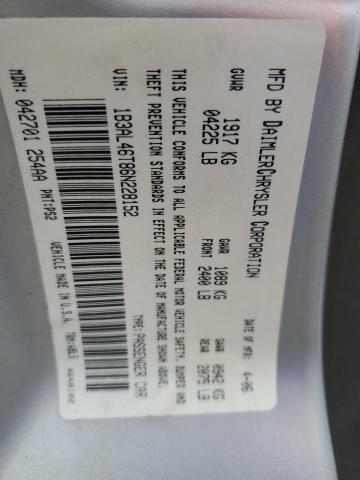 MFD BY DAIMLERCHRYSLER CORPORATION
DATE OF MFR: 4-06
GVWR
1917 KG
04225 LB
GAWR
FRONT
1089 KG
2400 LB
GAWR
REAR
0942 KG
2075 LB
THIS VEHICLE CONFORMS TO ALL APPLICABLE FEDERAL MOTOR VEHICLE SAFETY, BUMPER AND
THEFT PREVENTION STANDARDS IN EFFECT ON THE DATE OF MANUFACTURE SHOWN ABOVE.
VIN: 1B3AL46T86N228152
TYPE: PASSENGER CAR
MDH: 042701 254AA PNT:PS2
VEHICLE MADE IN U.S.A.